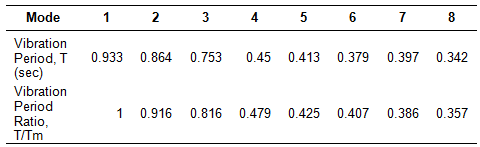 Mode 1 2 3 4 5 6 7 8
Vibration
Period, T 0.933 0.864 0.753 0.45 0.413 0.379 0.397 0.342
(sec)
Vibration
Period
Ratio, 1 0.916 0.816 0.479 0.425 0.407 0.386 0.357
T/Tm